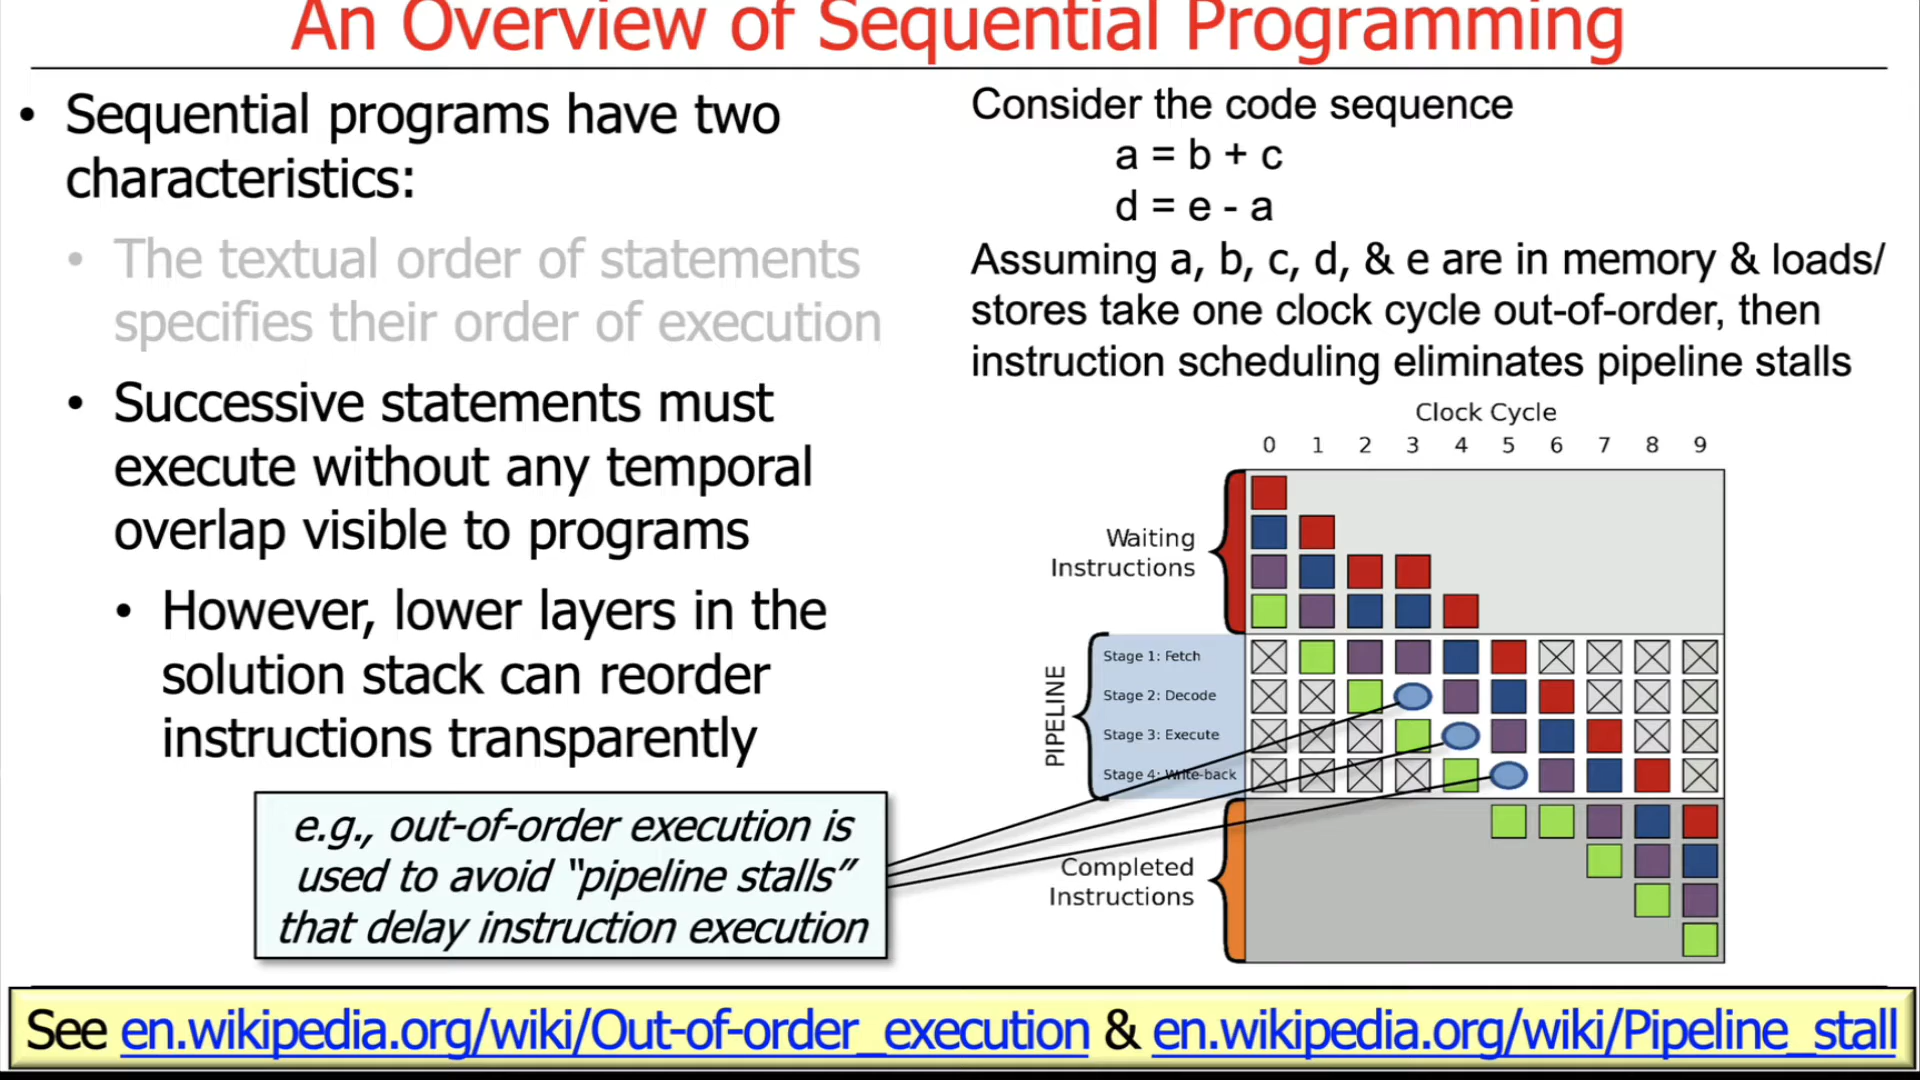 An Overview of Sequential Programming
• Sequential programs have two
characteristics:
• The textual order of statements
specifies their order of execution
• Successive statements must
execute without any temporal
overlap visible to programs
• However, lower layers in the
solution stack can reorder
instructions transparently
e.g., out-of-order execution is
used to avoid “pipeline stalls”
that delay instruction execution
Consider the code sequence
a = b + c
d = e - a
Assuming a, b, c, d, & e are in memory & loads/
stores take one clock cycle out-of-order, then
instruction scheduling eliminates pipeline stalls
Clock Cycle
0 1 2 3 4 5 6 7 8 9
Waiting
Instructions
PIPELINE
Stage 1: Fetch
Stage 2: Decode
Stage 3: Execute
Stage 4: Write-back
Completed
Instructions
See en.wikipedia.org/wiki/Out-of-order_execution & en.wikipedia.org/wiki/Pipeline_stall